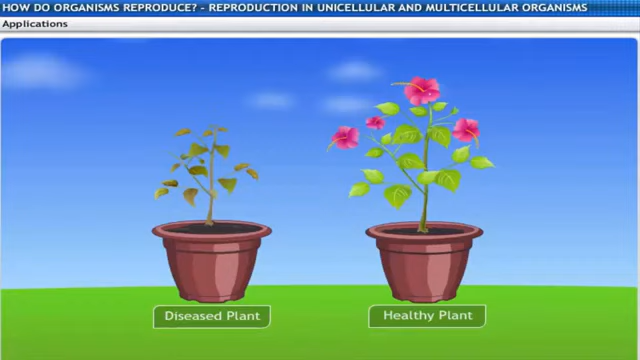 HOW DO ORGANISMS REPRODUCE? - REPRODUCTION IN UNICELLULAR AND MULTICELLULAR ORGANISMS
Applications
Diseased Plant
Healthy Plant